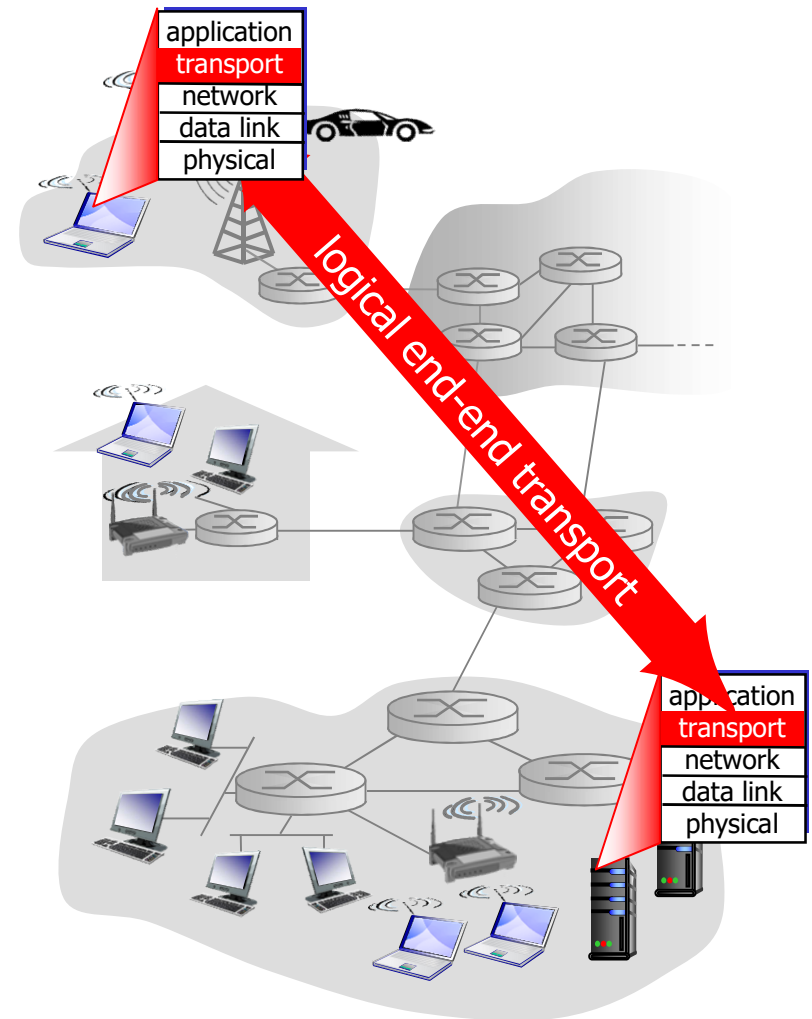 application
transport
network
data link
physical
logical end-end transport
application
transport
network
data link
physical